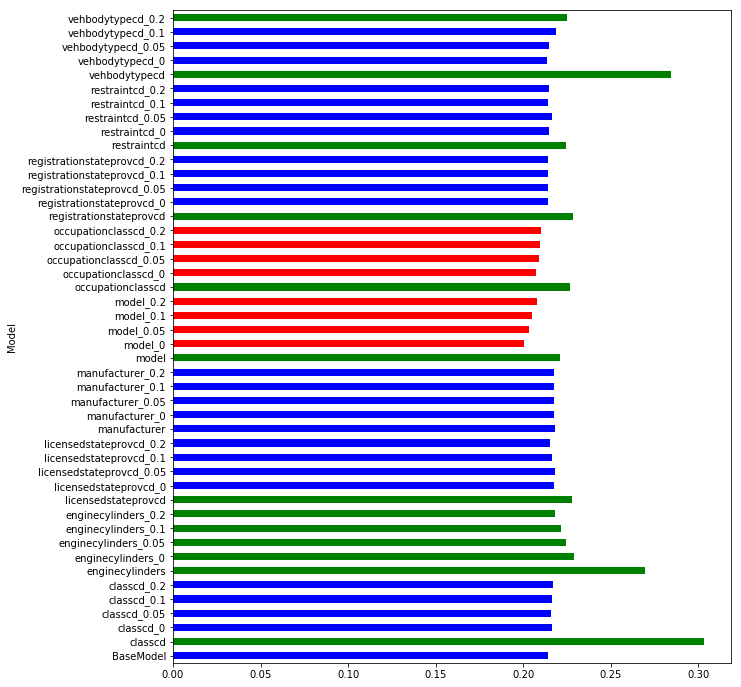 vehbodytypecd_0.2
vehbodytypecd_0.1
vehbodytypecd_0.05
vehbodytypecd_0
vehbodytypecd
restraintcd_0.2
restraintcd_0.1
restraintcd_0.05
restraintcd_0
restraintcd
registrationstateprovcd_0.2
registrationstateprovcd_0.1
registrationstateprovcd_0.05
registrationstateprovcd_0
registrationstateprovcd
occupationclasscd_0.2
occupationclasscd_0.1
occupationclasscd_0.05
occupationclasscd_0
occupationclasscd
model_0.2
model_0.1
model_0.05
model_0
model
manufacturer_0.2
manufacturer_0.1
manufacturer_0.05
manufacturer_0
manufacturer
licensedstateprovcd_0.2
licensedstateprovcd_0.1
licensedstateprovcd_0.05
licensedstateprovcd_0
licensedstateprovcd
enginecylinders_0.2
enginecylinders_0.1
enginecylinders_0.05
enginecylinders_0
enginecylinders
classcd_0.2
classcd_0.1
classcd_0.05
classcd_0
classcd
BaseModel
Model
0.00 0.05 0.10 0.15 0.20 0.25 0.30